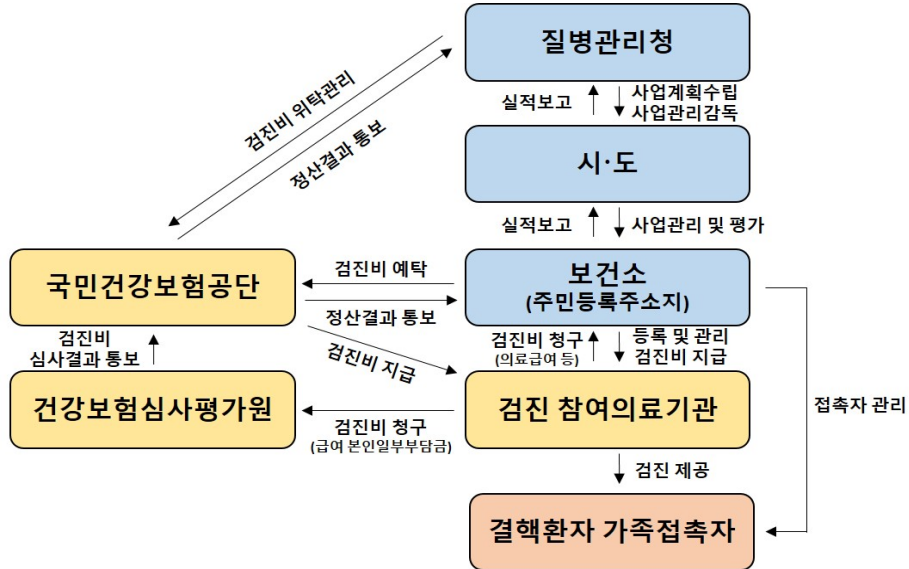 질병관리청
검진비 위탁관리
정산결과 통보
실적보고
사업계획수립
사업관리감독
시·도
실적보고
사업관리 및 평가
국민건강보험공단
검진비 예탁
정산결과 통보
보건소
(주민등록주소지)
검진비
심사결과 통보
검진비 지급
검진비 청구
(의료급여 등)
등록 및 관리
검진비 지급
건강보험심사평가원
검진비 청구
(급여 본인일부부담금)
검진 참여의료기관
접촉자 관리
검진 제공
결핵환자 가족접촉자